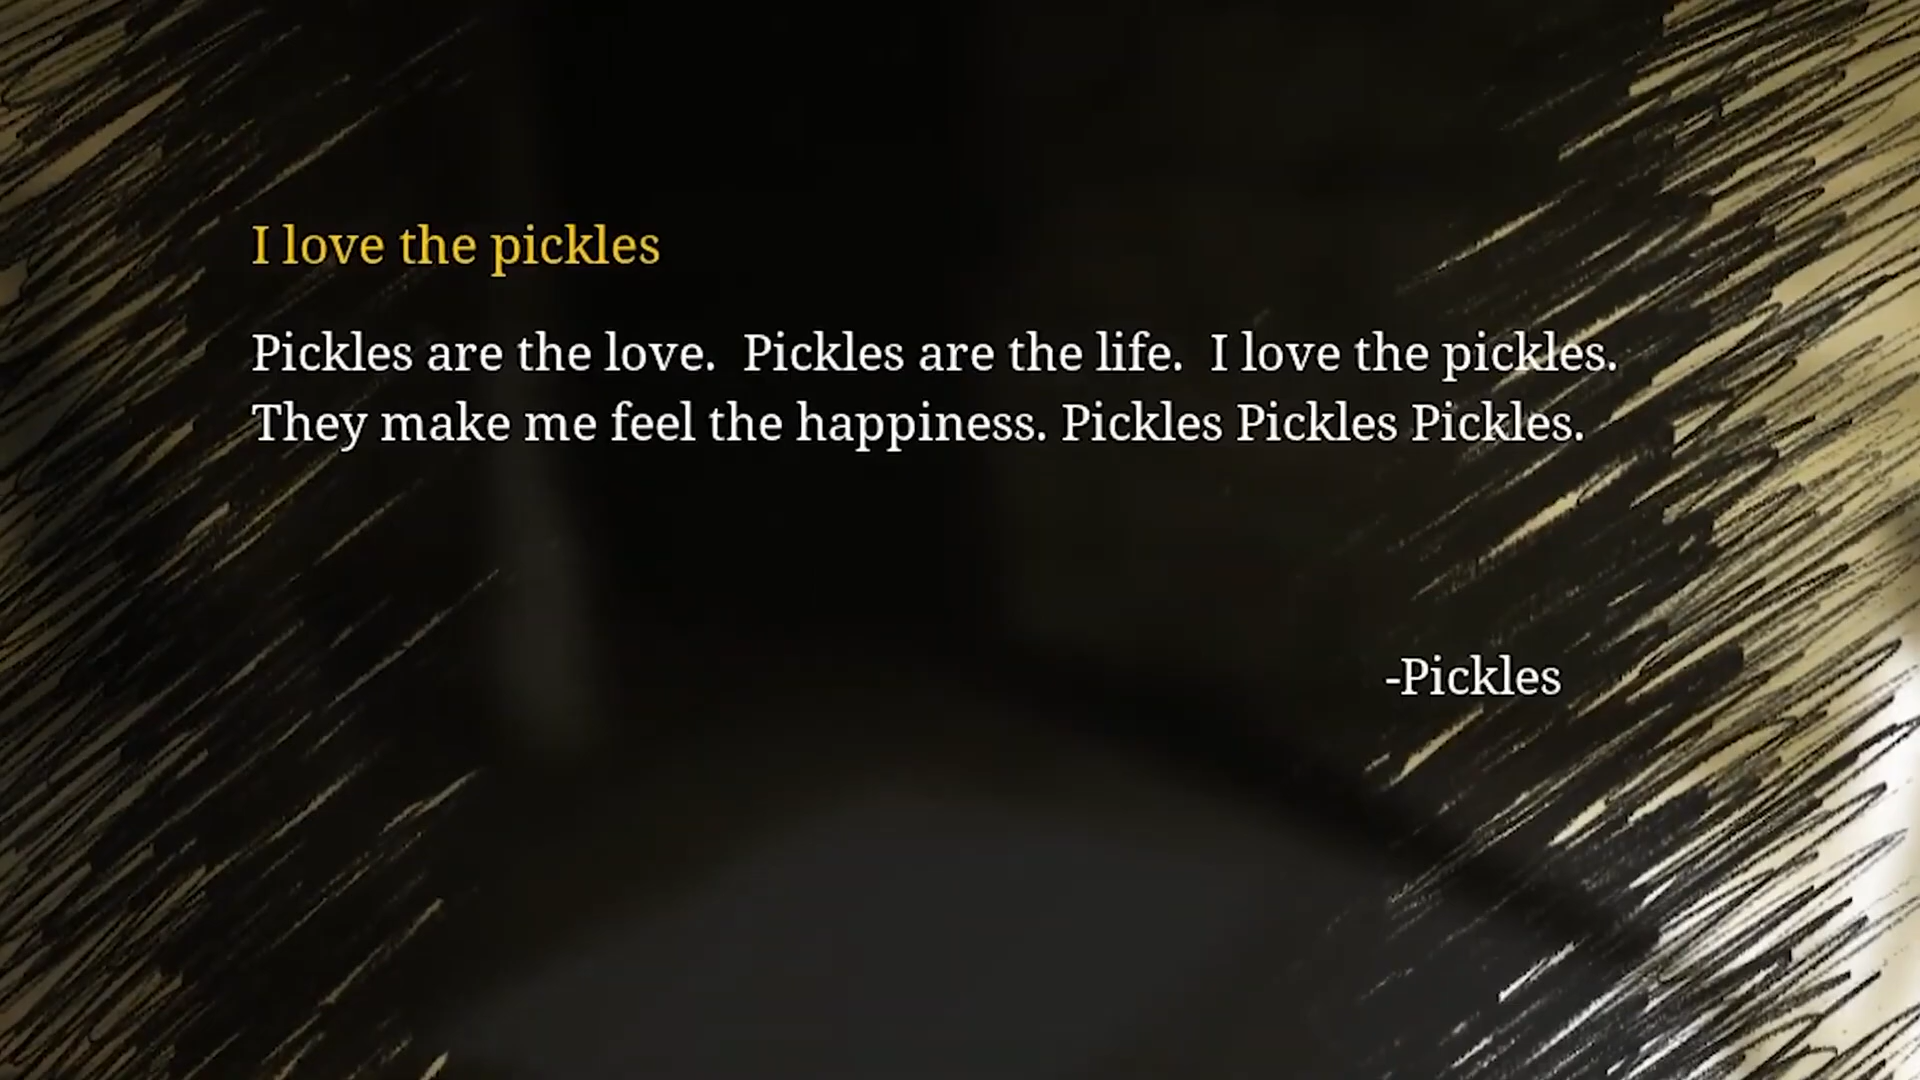 I love the pickles
Pickles are the love.  Pickles are the life.  I love the pickles.
They make me feel the happiness. Pickles Pickles Pickles.
-Pickles